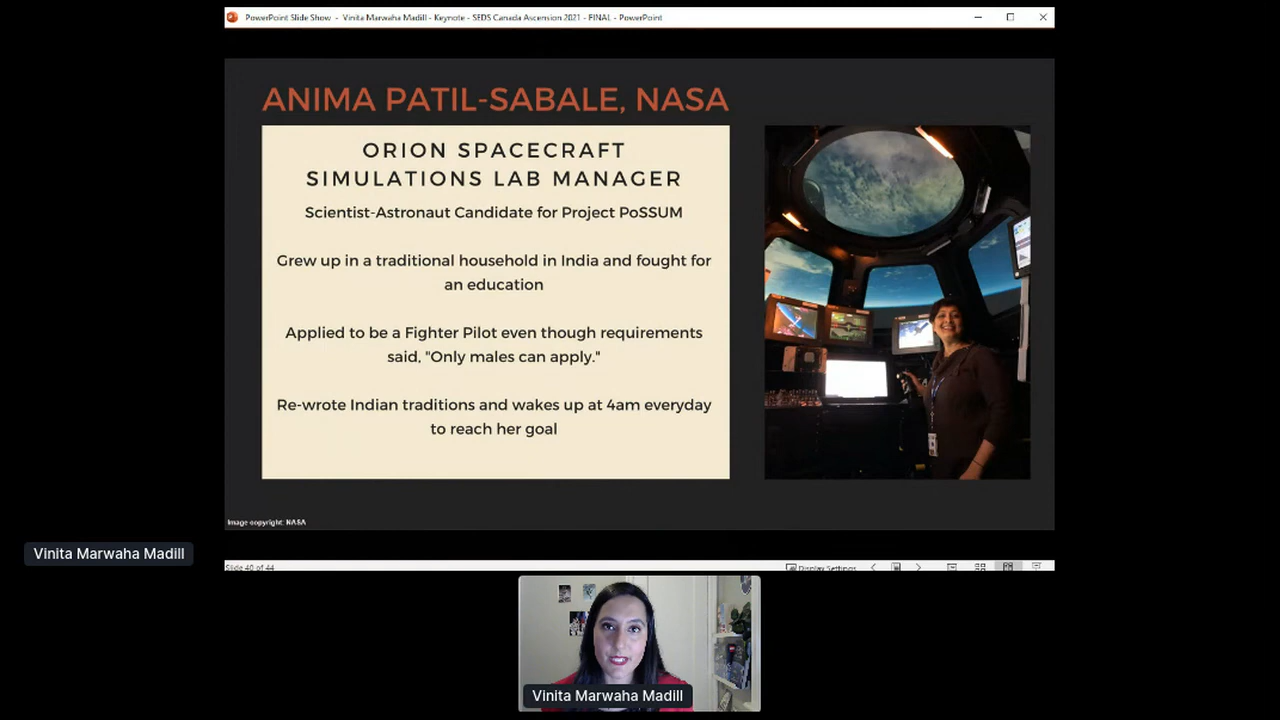 PowerPoint Slide Show - Vinita Marwaha Madill - Keynote - SEDS Canada Ascension 2021 - FINAL - PowerPoint
ANIMA PATIL-SABALE, NASA
ORION SPACECRAFT
SIMULATIONS LAB MANAGER
Scientist-Astronaut Candidate for Project PoSSUM
Grew up in a traditional household in India and fought for
an education
Applied to be a Fighter Pilot even though requirements
said, "Only males can apply."
Re-wrote Indian traditions and wakes up at 4am everyday
to reach her goal
Image copyright: NASA
Vinita Marwaha Madill
Slide 40 of 44
Display Settings
Vinita Marwaha Madill